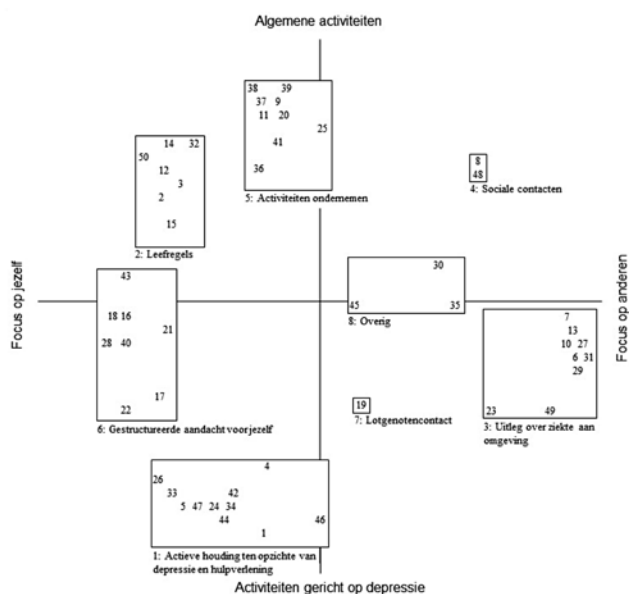 Algemene activiteiten
38 39
37 9
11 20
25
41
36
5: Activiteiten ondernemen
14 32
50
12
3
2
15
2: Leefregels
8
48
4: Sociale contacten
43
18 16
21
28 40
17
22
6: Gestructureerde aandacht voor jezelf
30
45 35
8: Overig
7
13
10 27
6 31
29
23 49
3: Uitleg over ziekte aan
omgeving
19
7: Lotgenotencontact
4
26
33 42
5 47 24 34
44 46
1
1: Actieve houding ten opzichte van
depressie en hulpverlening
Focus op jezelf
Focus op anderen
Activiteiten gericht op depressie